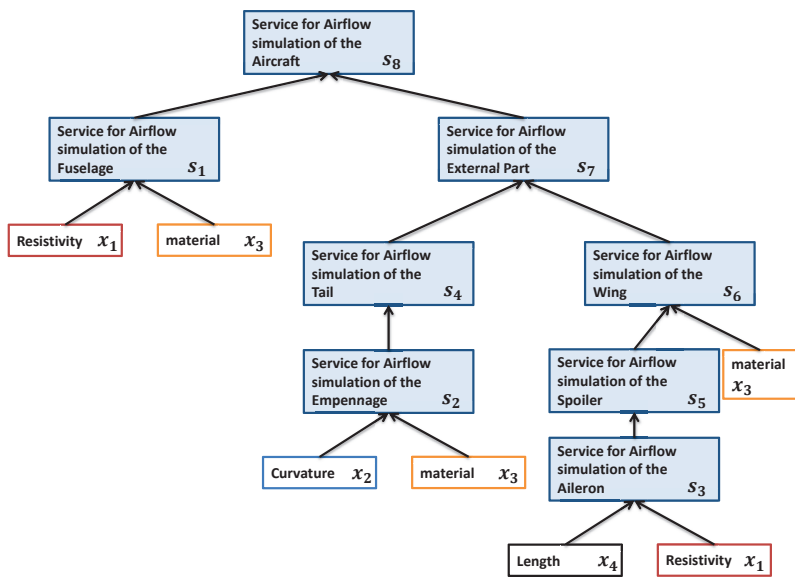 Service for Airflow
simulation of the
Aircraft s₈
Service for Airflow
simulation of the
Fuselage s₁
Service for Airflow
simulation of the
External Part s₇
Resistivity x₁
material x₃
Service for Airflow
simulation of the
Tail s₄
Service for Airflow
simulation of the
Wing s₆
Service for Airflow
simulation of the
Empennage s₂
Service for Airflow
simulation of the
Spoiler s₅
material
x₃
Curvature x₂
material x₃
Service for Airflow
simulation of the
Aileron s₃
Length x₄
Resistivity x₁